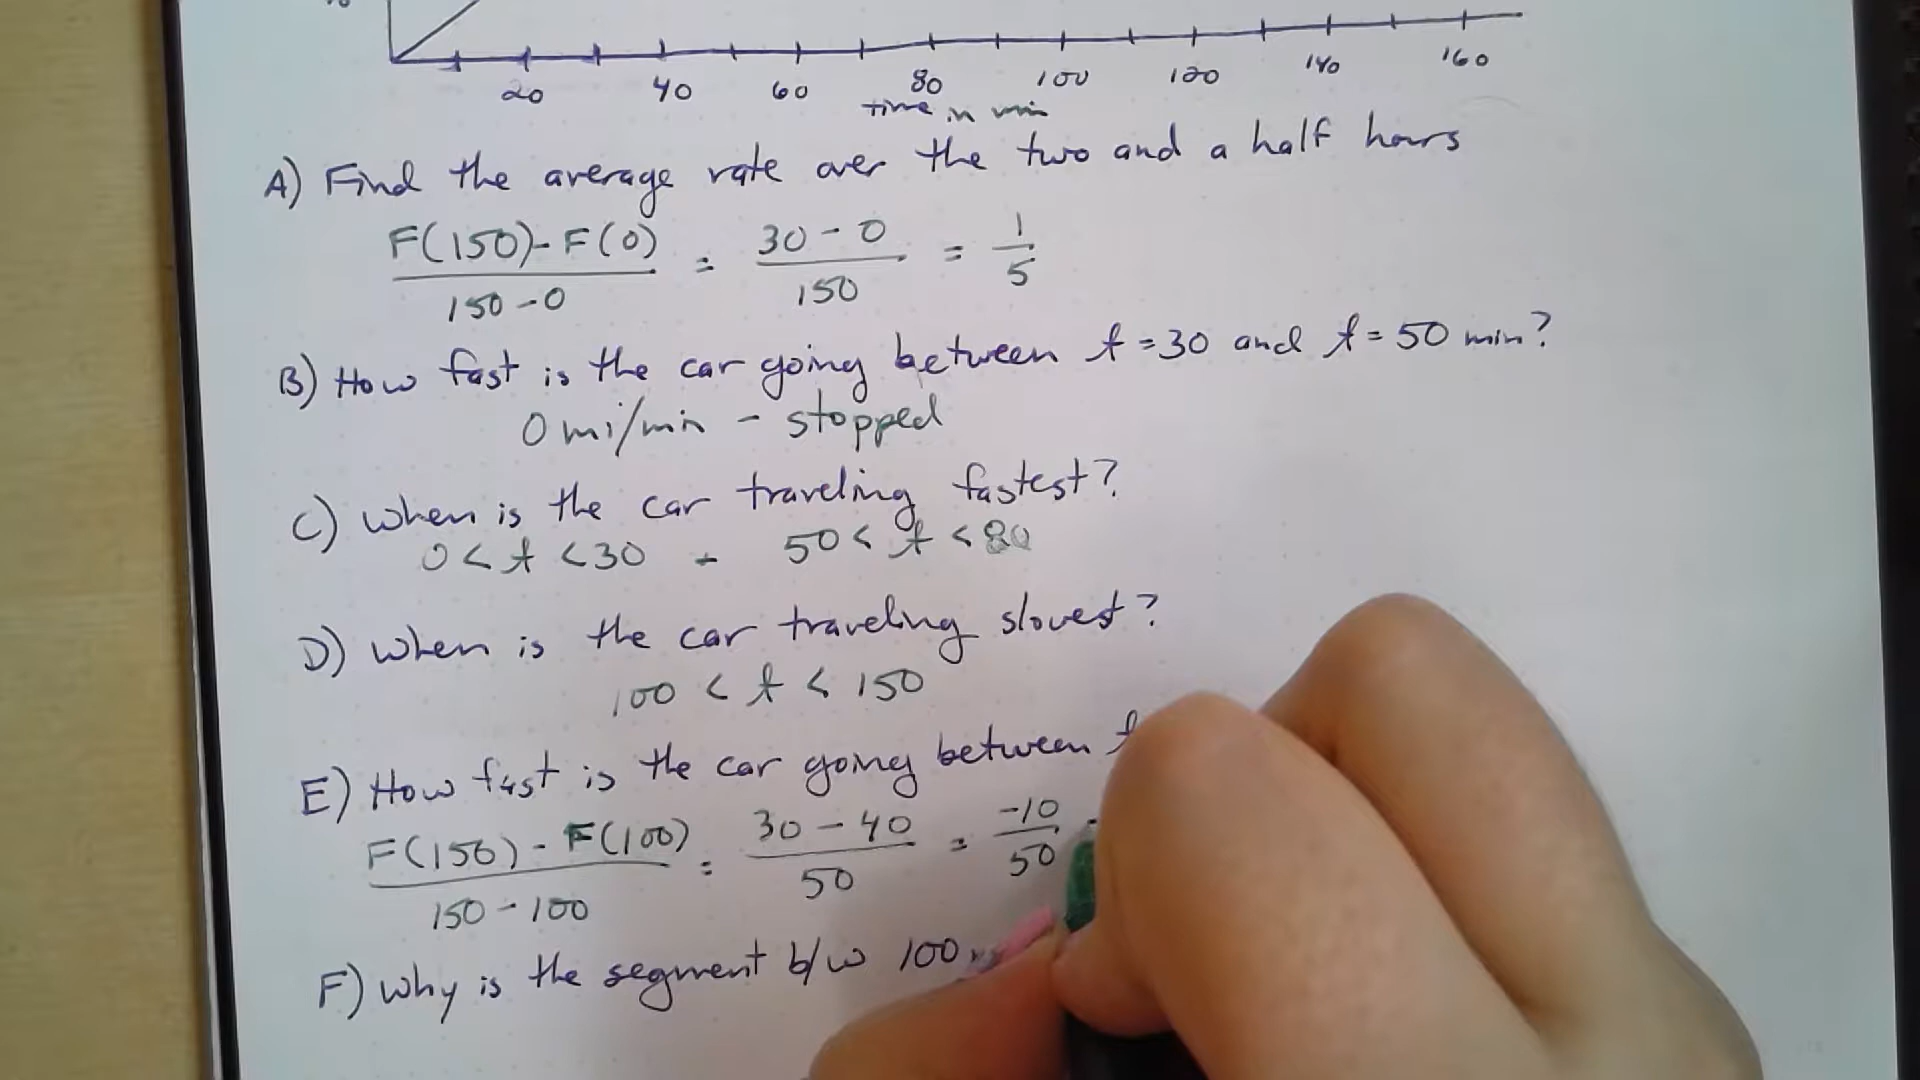 20 40 60 80 100 120 140 160
time in min
A) Find the average rate over the two and a half hours
F(150)-F(0) / 150-0 = 30-0 / 150 = 1/5
B) How fast is the car going between t=30 and t=50 min?
0 mi/min - stopped
C) When is the car traveling fastest?
0<t<30 - 50<t<80
D) When is the car traveling slowest?
100<t<150
E) How fast is the car going between t
F(150)-F(100) / 150-100 = 30-40 / 50 = -10/50
F) Why is the segment b/w 100